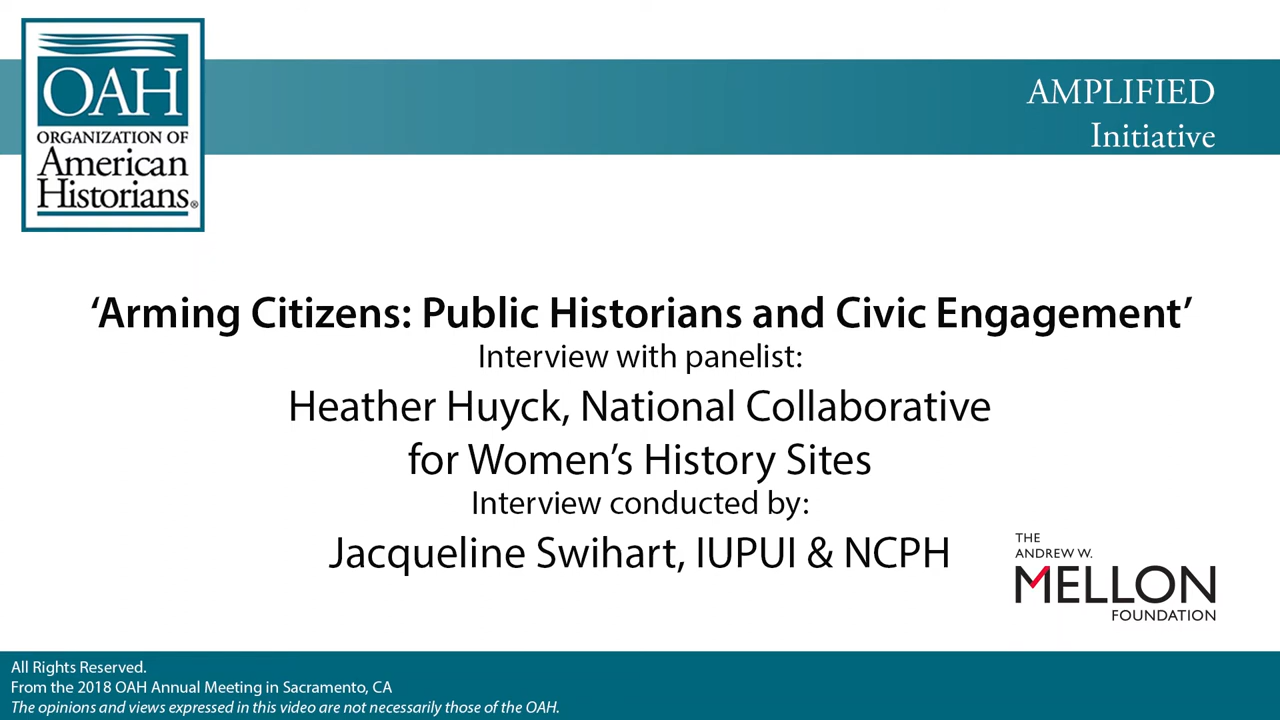 OAH
ORGANIZATION OF
American
Historians®
AMPLIFIED
Initiative
‘Arming Citizens: Public Historians and Civic Engagement’
Interview with panelist:
Heather Huyck, National Collaborative
for Women’s History Sites
Interview conducted by:
Jacqueline Swihart, IUPUI & NCPH
THE
ANDREW W.
MELLON
FOUNDATION
All Rights Reserved.
From the 2018 OAH Annual Meeting in Sacramento, CA
The opinions and views expressed in this video are not necessarily those of the OAH.